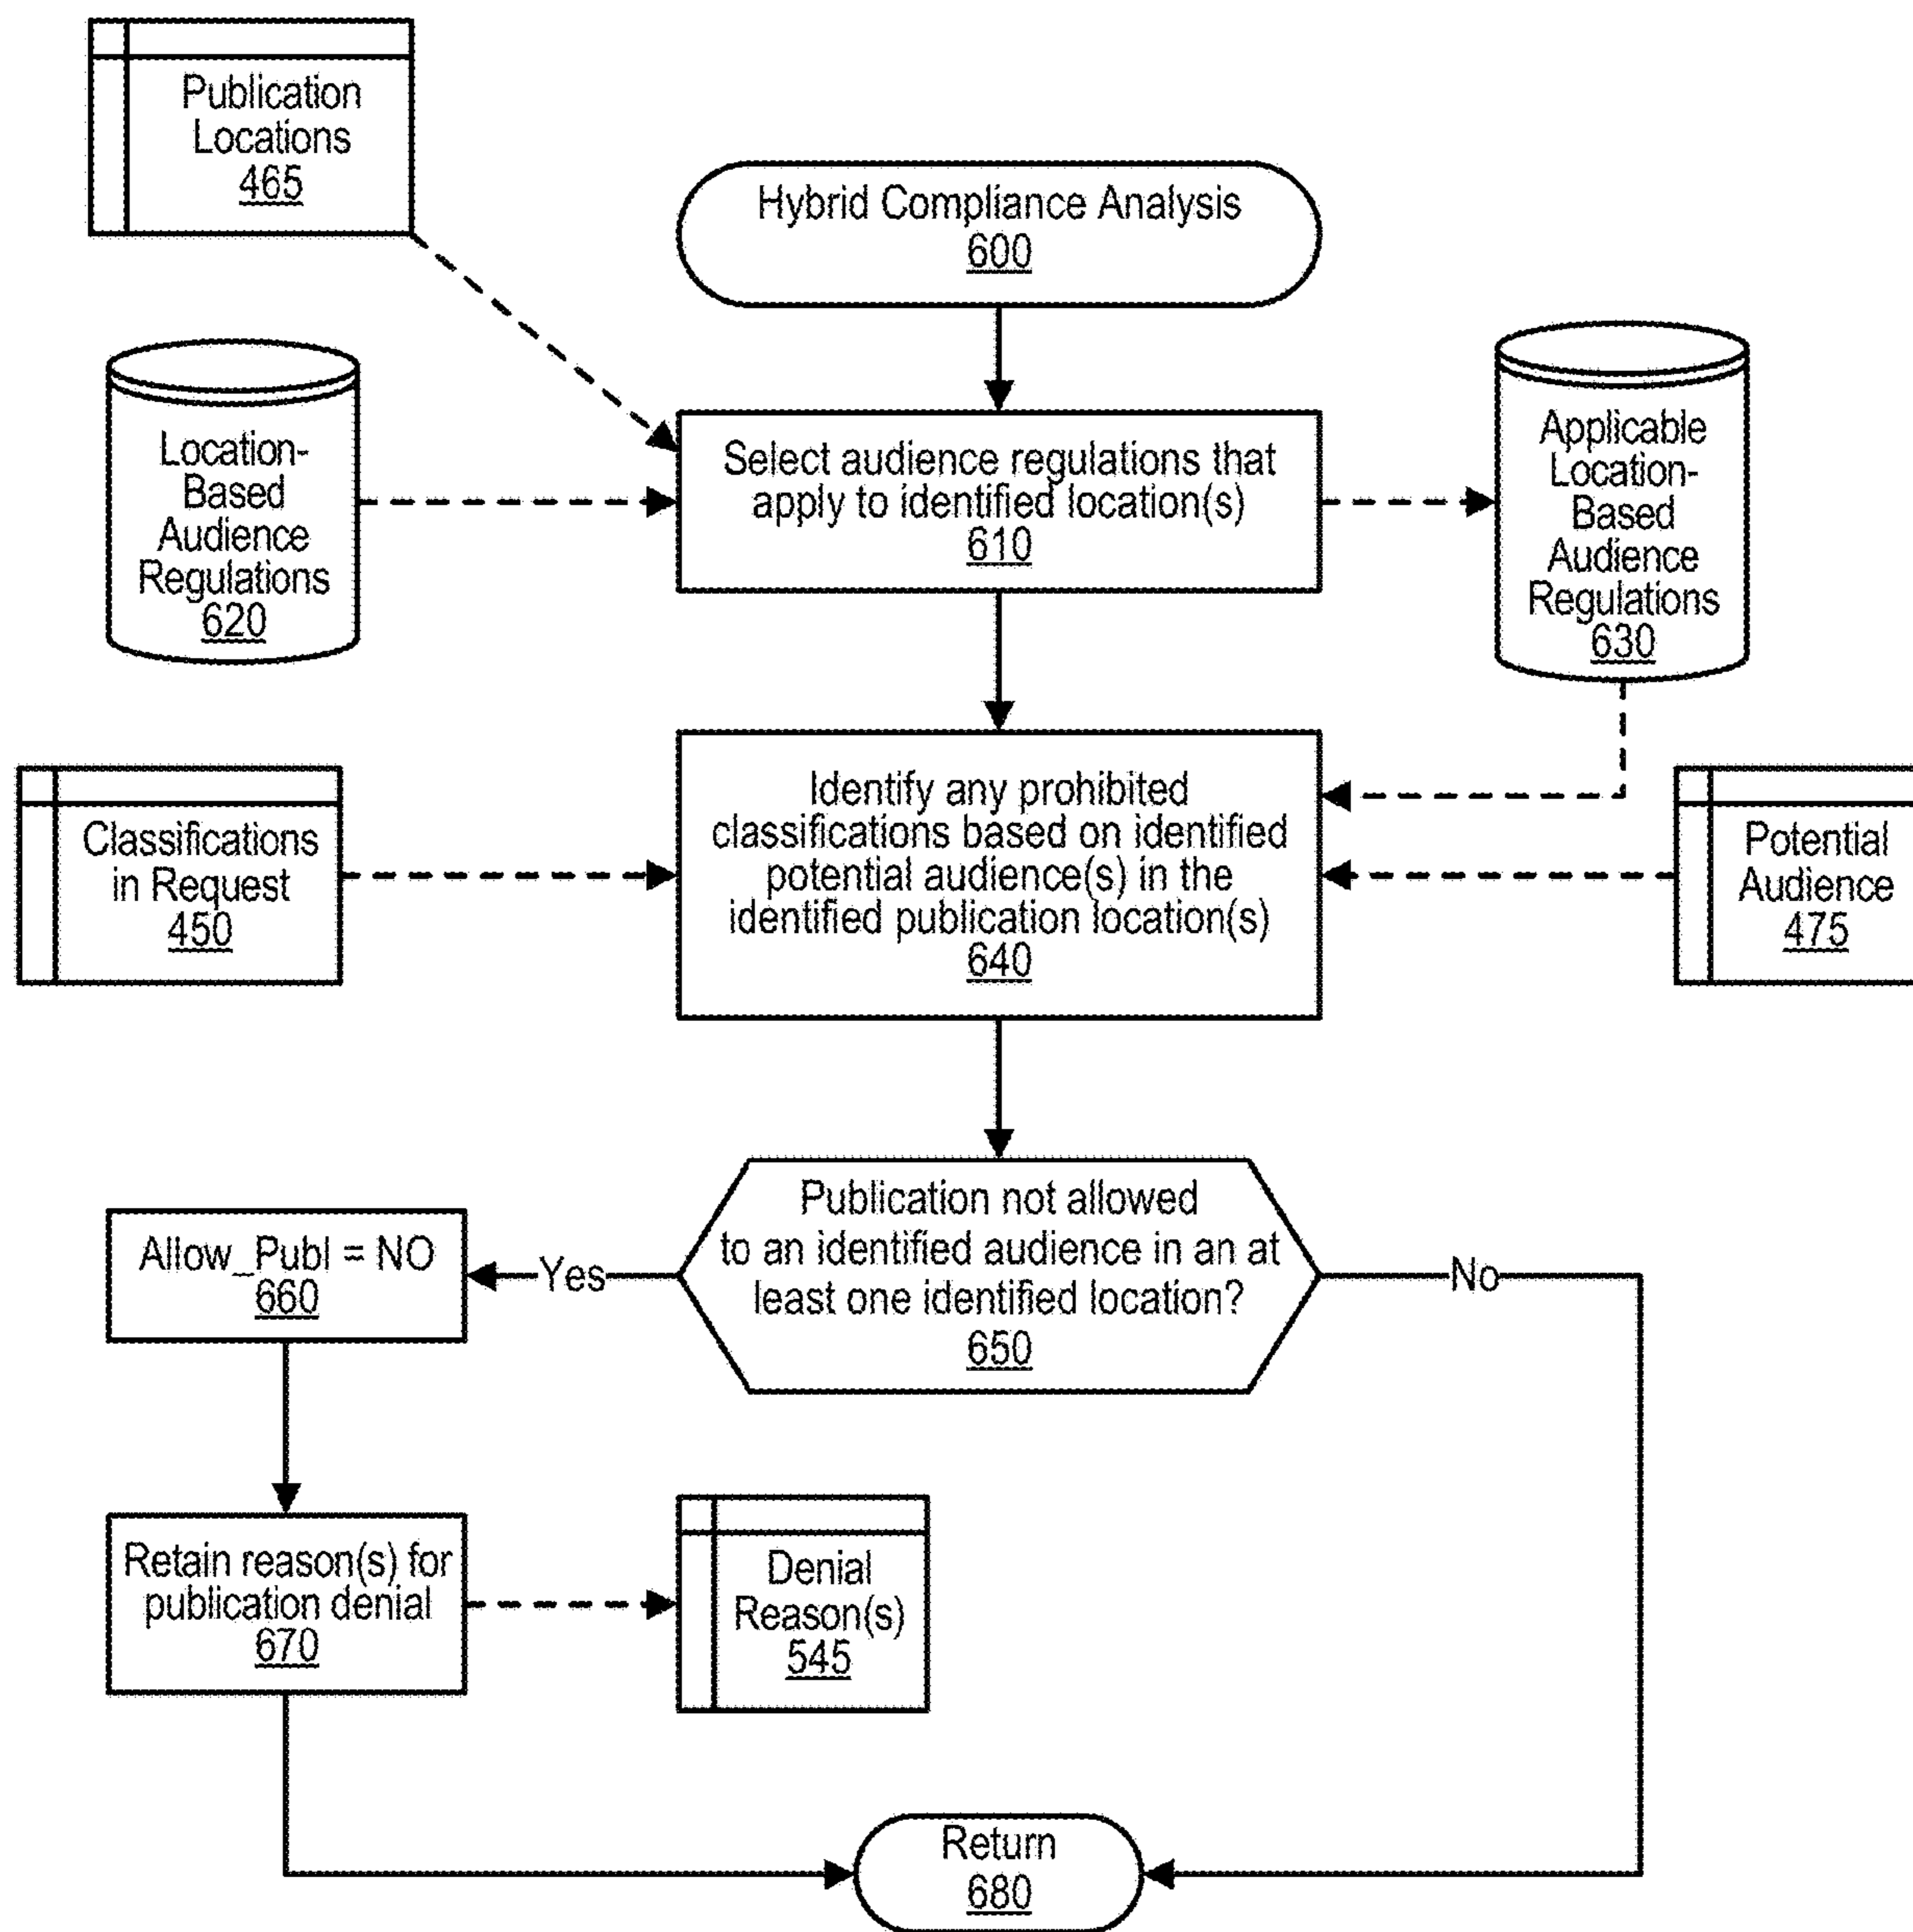 Publication
Locations
465
Hybrid Compliance Analysis
600
Location-
Based
Audience
Regulations
620
Select audience regulations that
apply to identified location(s)
610
Applicable
Location-
Based
Audience
Regulations
630
Classifications
in Request
450
Identify any prohibited
classifications based on identified
potential audience(s) in the
identified publication location(s)
640
Potential
Audience
475
Publication not allowed
to an identified audience in an at
least one identified location?
650
Yes
No
Allow_Publ = NO
660
Retain reason(s) for
publication denial
670
Denial
Reason(s)
545
Return
680